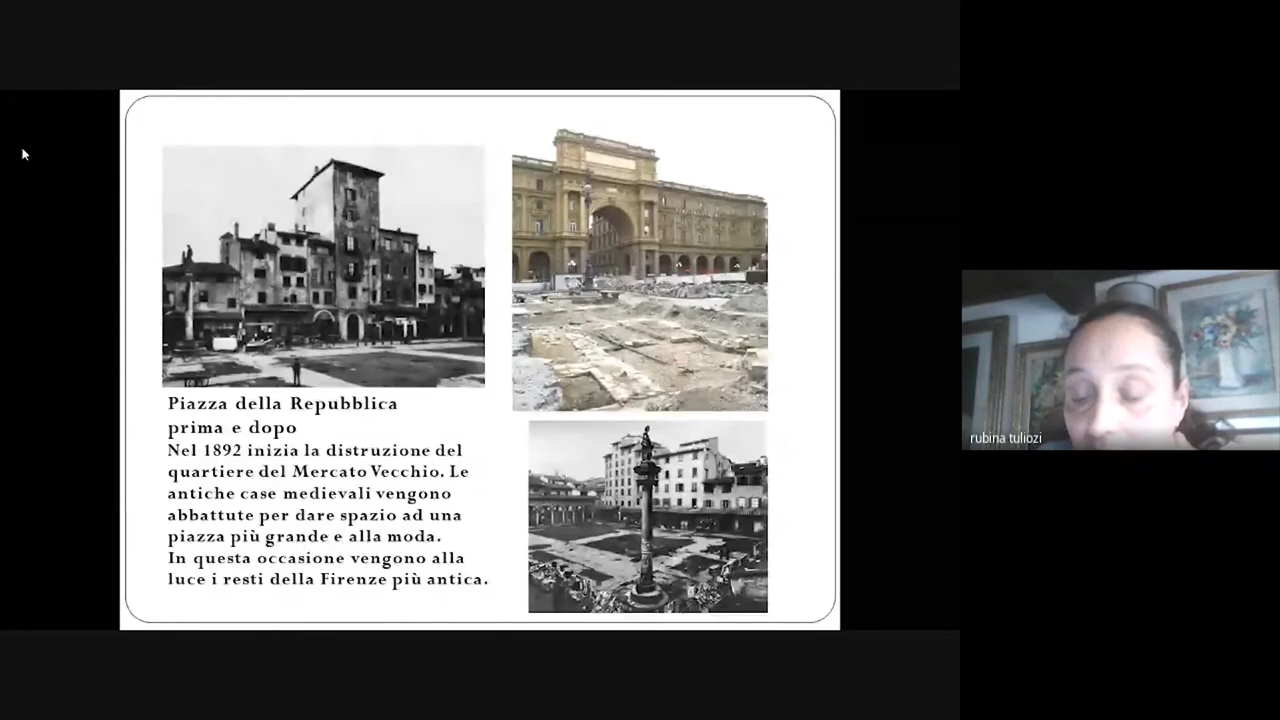 Piazza della Repubblica
prima e dopo
Nel 1892 inizia la distruzione del
quartiere del Mercato Vecchio. Le
antiche case medievali vengono
abbattute per dare spazio ad una
piazza più grande e alla moda.
In questa occasione vengono alla
luce i resti della Firenze più antica.
rubina tuliozi